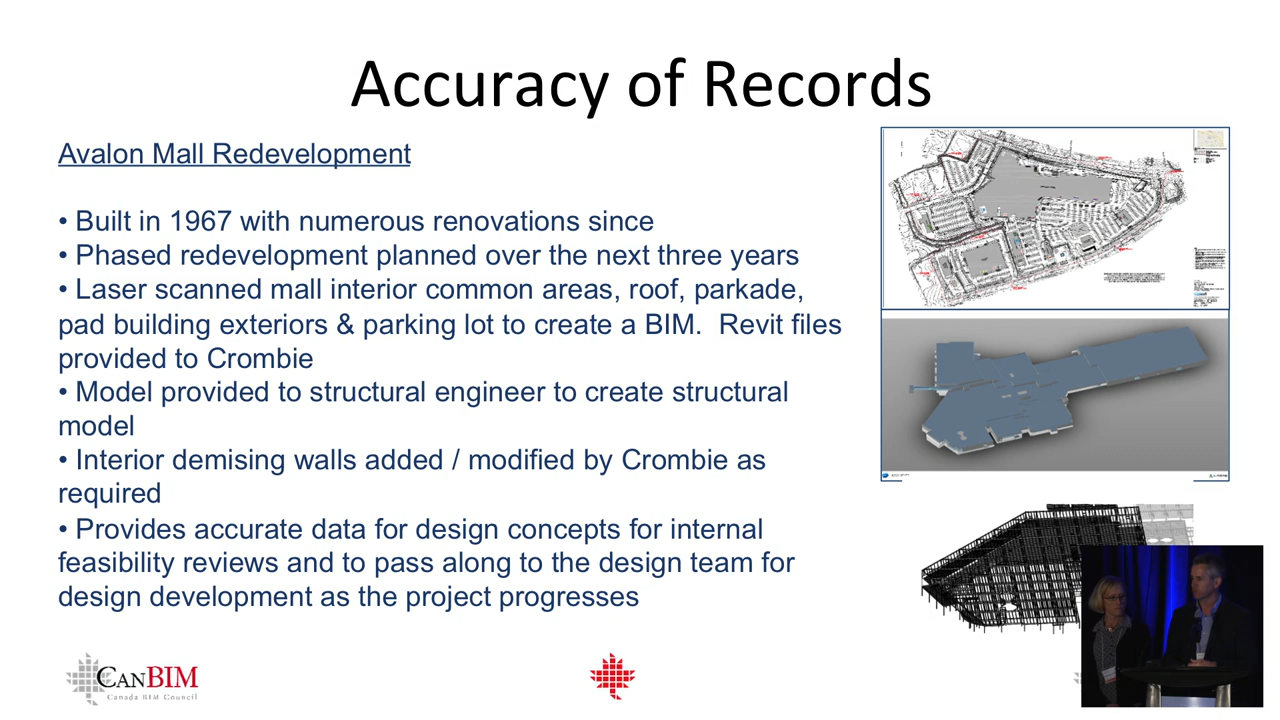 Accuracy of Records
Avalon Mall Redevelopment
• Built in 1967 with numerous renovations since
• Phased redevelopment planned over the next three years
• Laser scanned mall interior common areas, roof, parkade,
pad building exteriors & parking lot to create a BIM.  Revit files
provided to Crombie
• Model provided to structural engineer to create structural
model
• Interior demising walls added / modified by Crombie as
required
• Provides accurate data for design concepts for internal
feasibility reviews and to pass along to the design team for
design development as the project progresses
CANBIM
Canada BIM Council